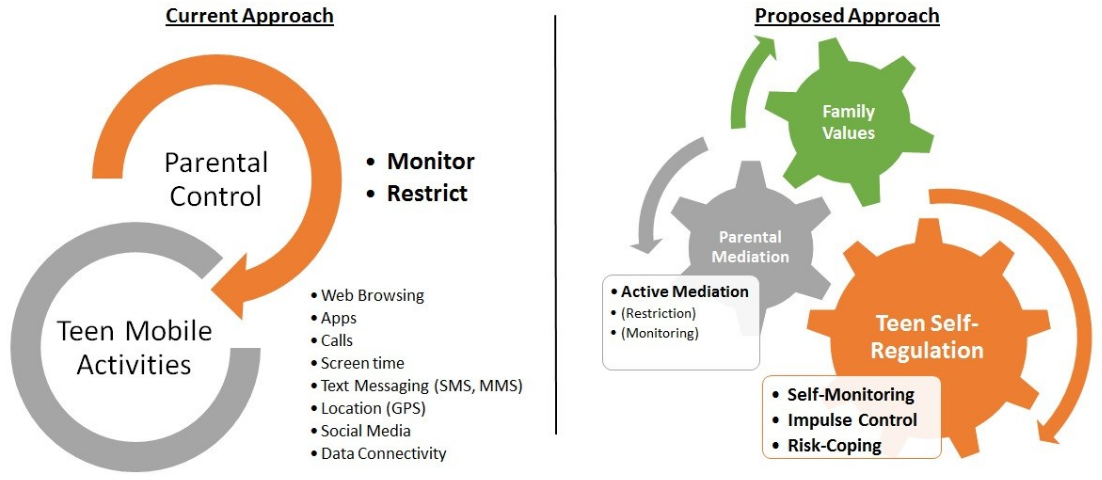 Current Approach
Parental
Control
• Monitor
• Restrict
Teen Mobile
Activities
• Web Browsing
• Apps
• Calls
• Screen time
• Text Messaging (SMS, MMS)
• Location (GPS)
• Social Media
• Data Connectivity
Proposed Approach
Family
Values
Parental
Mediation
• Active Mediation
• (Restriction)
• (Monitoring)
Teen Self-
Regulation
• Self-Monitoring
• Impulse Control
• Risk-Coping